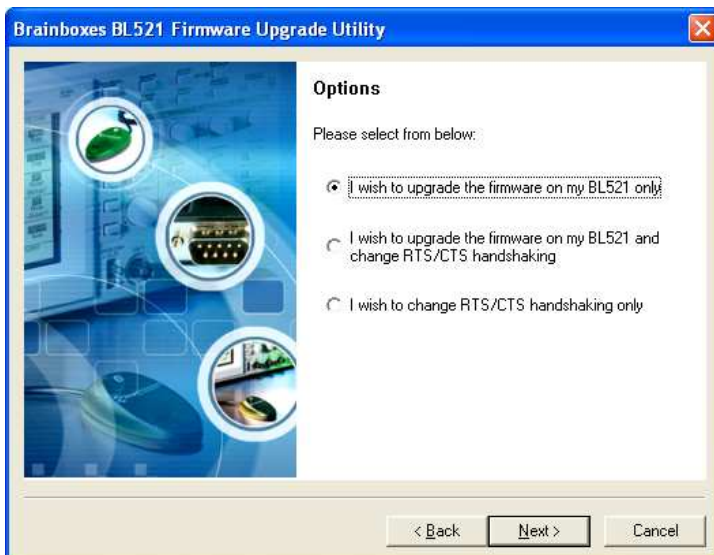 Brainboxes BL521 Firmware Upgrade Utility
Options
Please select from below:
I wish to upgrade the firmware on my BL521 only
I wish to upgrade the firmware on my BL521 and
change RTS/CTS handshaking
I wish to change RTS/CTS handshaking only
< Back
Next >
Cancel